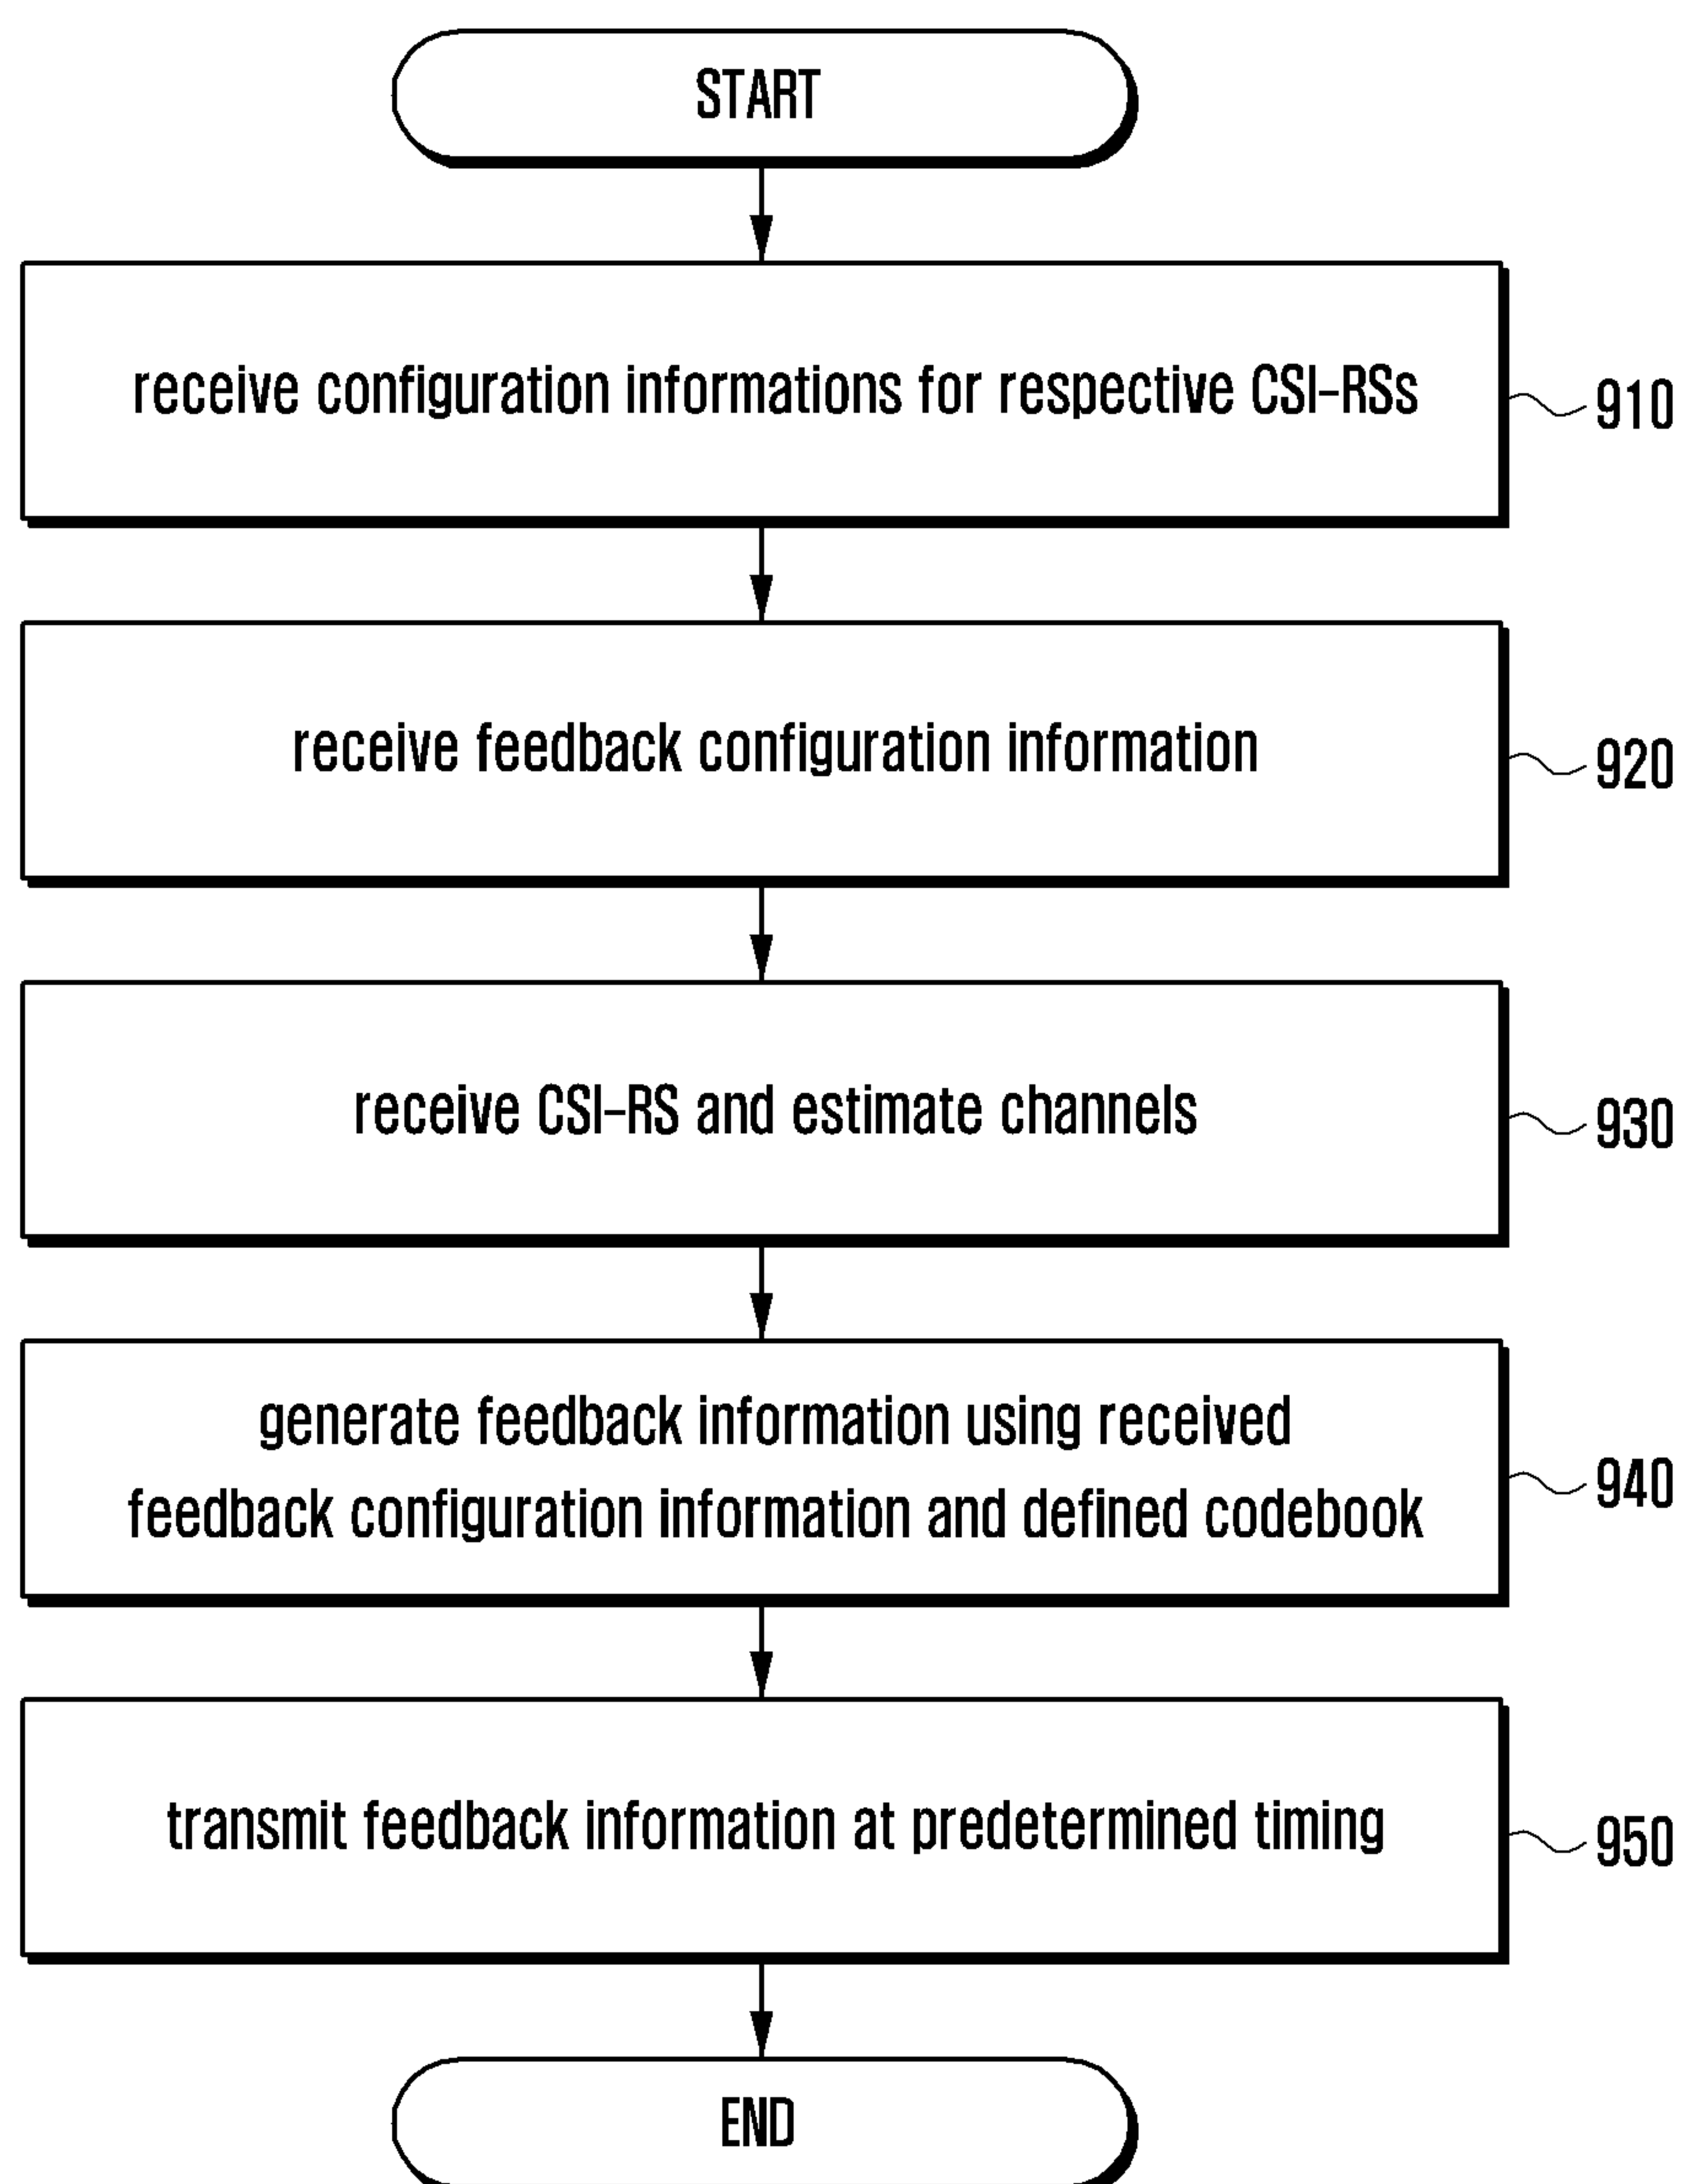 START
receive configuration informations for respective CSI-RSs
910
receive feedback configuration information
920
receive CSI-RS and estimate channels
930
generate feedback information using received
feedback configuration information and defined codebook
940
transmit feedback information at predetermined timing
950
END